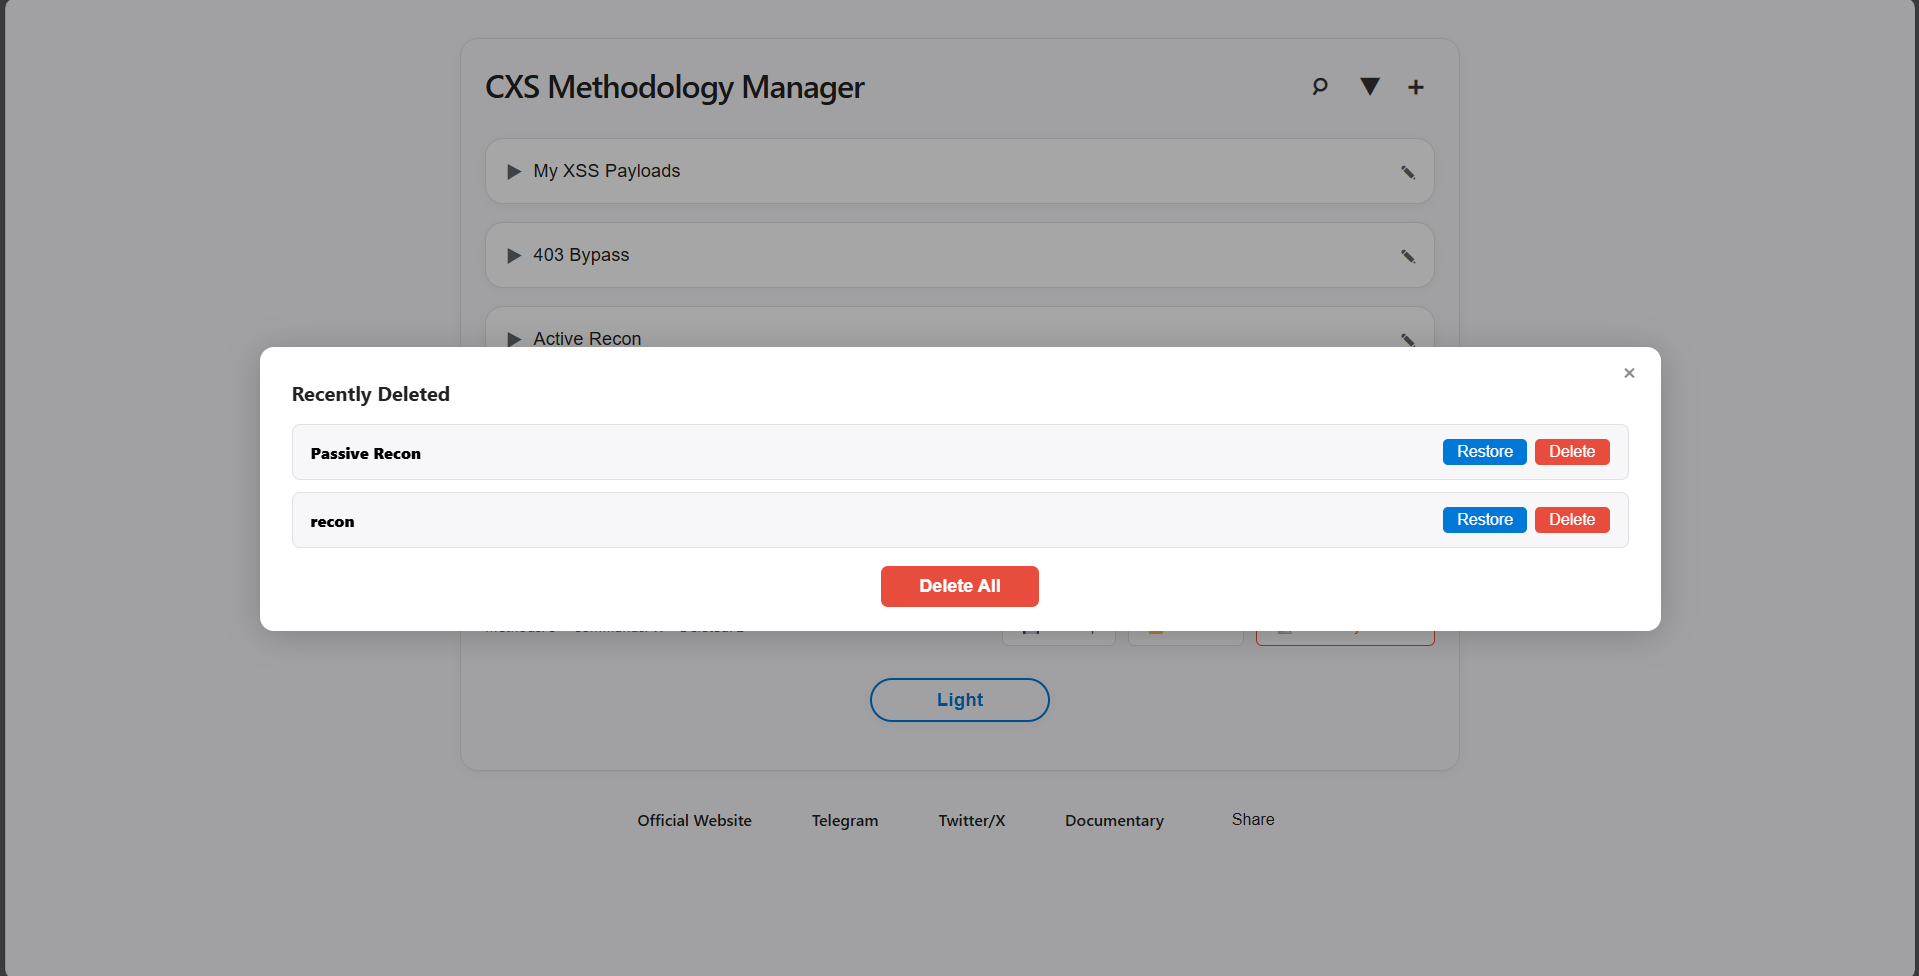 CXS Methodology Manager
My XSS Payloads
403 Bypass
Active Recon
Recently Deleted
Passive Recon
Restore
Delete
recon
Restore
Delete
Delete All
Light
Official Website
Telegram
Twitter/X
Documentary
Share